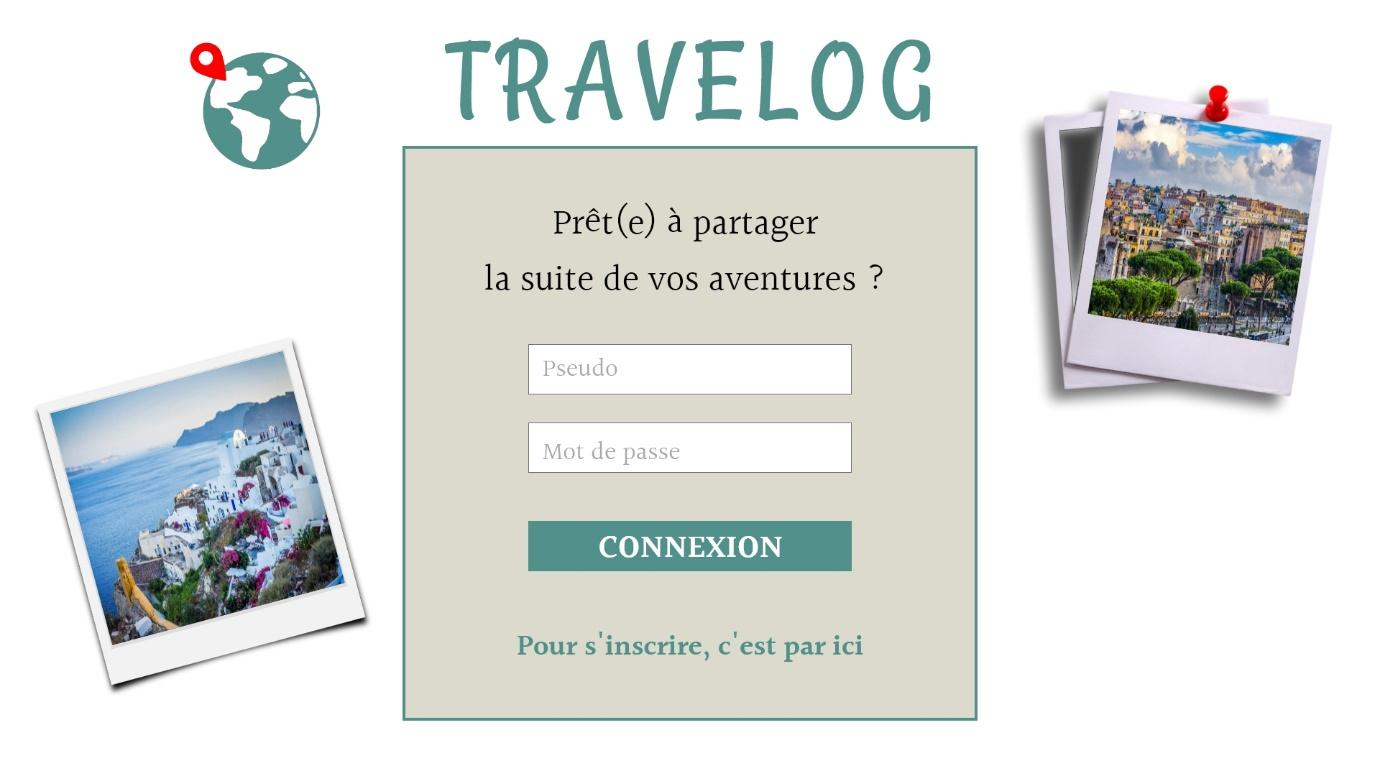 TRAVELOG
Prêt(e) à partager
la suite de vos aventures ?
Pseudo
Mot de passe
CONNEXION
Pour s'inscrire, c'est par ici